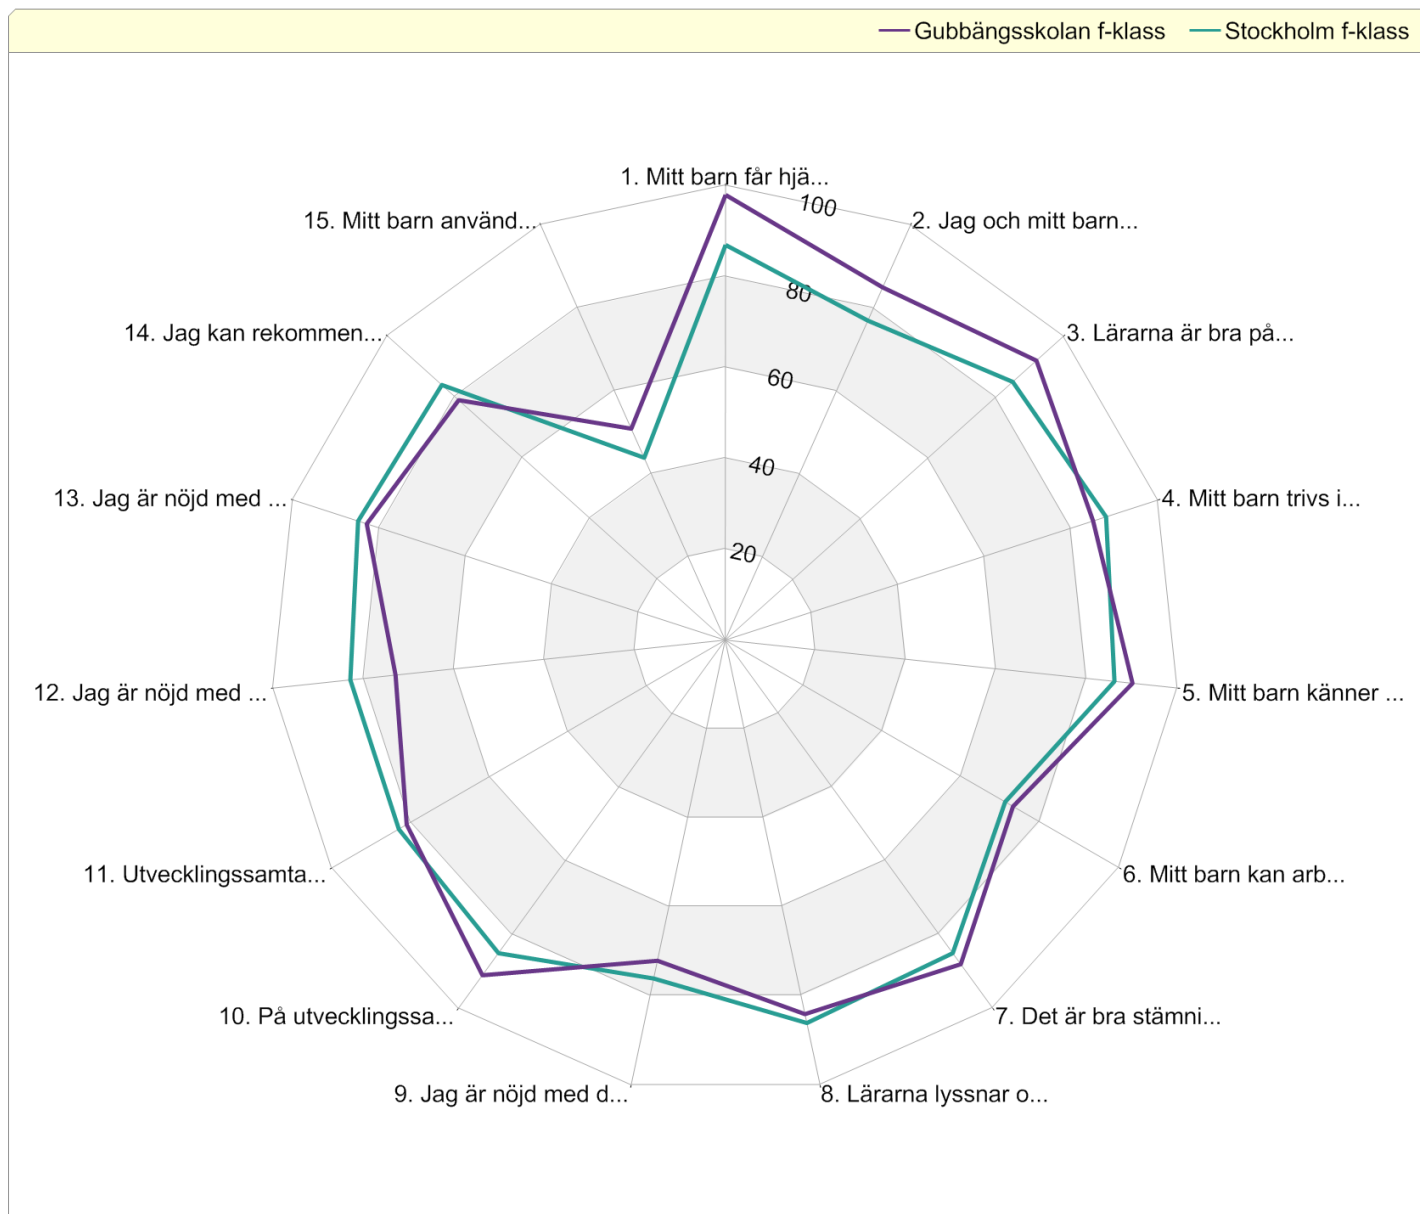 Gubbängsskolan f-klass
Stockholm f-klass
1. Mitt barn får hjä...
100
15. Mitt barn använd...
2. Jag och mitt barn...
80
14. Jag kan rekommen...
3. Lärarna är bra på...
60
40
13. Jag är nöjd med ...
4. Mitt barn trivs i...
20
12. Jag är nöjd med ...
5. Mitt barn känner ...
11. Utvecklingssamta...
6. Mitt barn kan arb...
10. På utvecklingssa...
7. Det är bra stämni...
9. Jag är nöjd med d...
8. Lärarna lyssnar o...